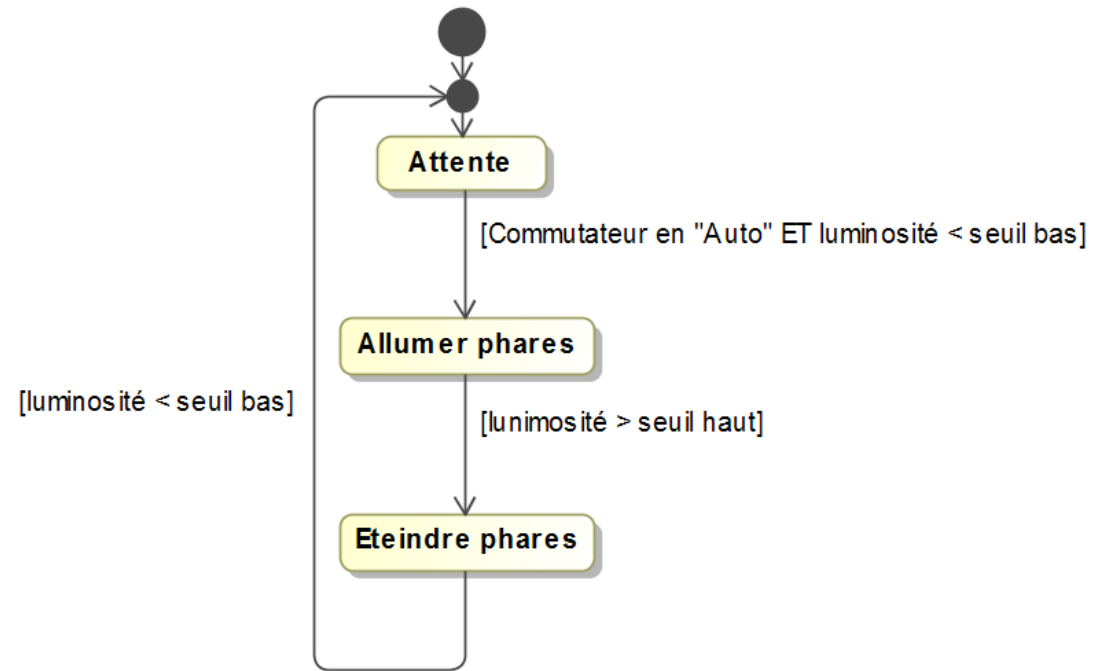 Attente
[Commutateur en "Auto" ET luminosité < seuil bas]
Allumer phares
[luminosité < seuil bas]
[lunimosité > seuil haut]
Eteindre phares